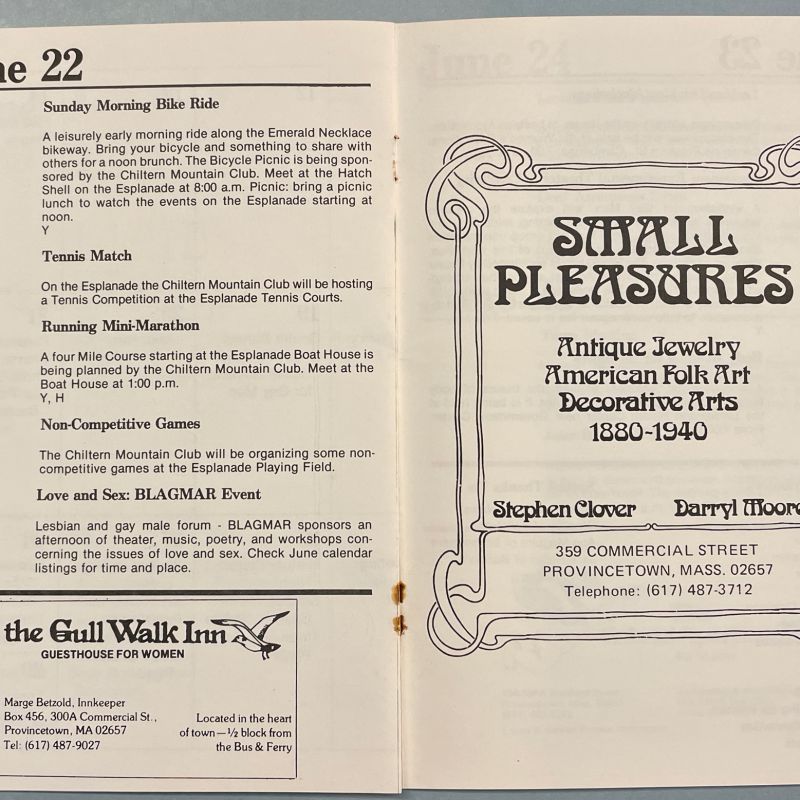 ne 22
Sunday Morning Bike Ride
A leisurely early morning ride along the Emerald Necklace
bikeway. Bring your bicycle and something to share with
others for a noon brunch. The Bicycle Picnic is being spon-
sored by the Chiltern Mountain Club. Meet at the Hatch
Shell on the Esplanade at 8:00 a.m. Picnic: bring a picnic
lunch to watch the events on the Esplanade starting at
noon.
Y
Tennis Match
On the Esplanade the Chiltern Mountain Club will be hosting
a Tennis Competition at the Esplanade Tennis Courts.
Running Mini-Marathon
A four Mile Course starting at the Esplanade Boat House is
being planned by the Chiltern Mountain Club. Meet at the
Boat House at 1:00 p.m.
Y, H
Non-Competitive Games
The Chiltern Mountain Club will be organizing some non-
competitive games at the Esplanade Playing Field.
Love and Sex: BLAGMAR Event
Lesbian and gay male forum - BLAGMAR sponsors an
afternoon of theater, music, poetry, and workshops con-
cerning the issues of love and sex. Check June calendar
listings for time and place.
the Gull Walk Inn
GUESTHOUSE FOR WOMEN
Marge Betzold, Innkeeper
Box 456, 300A Commercial St.,
Provincetown, MA 02657
Tel: (617) 487-9027
Located in the heart
of town—½ block from
the Bus & Ferry
SMALL
PLEASURES
Antique Jewelry
American Folk Art
Decorative Arts
1880-1940
Stephen Clover Darryl Moore
359 COMMERCIAL STREET
PROVINCETOWN, MASS. 02657
Telephone: (617) 487-3712